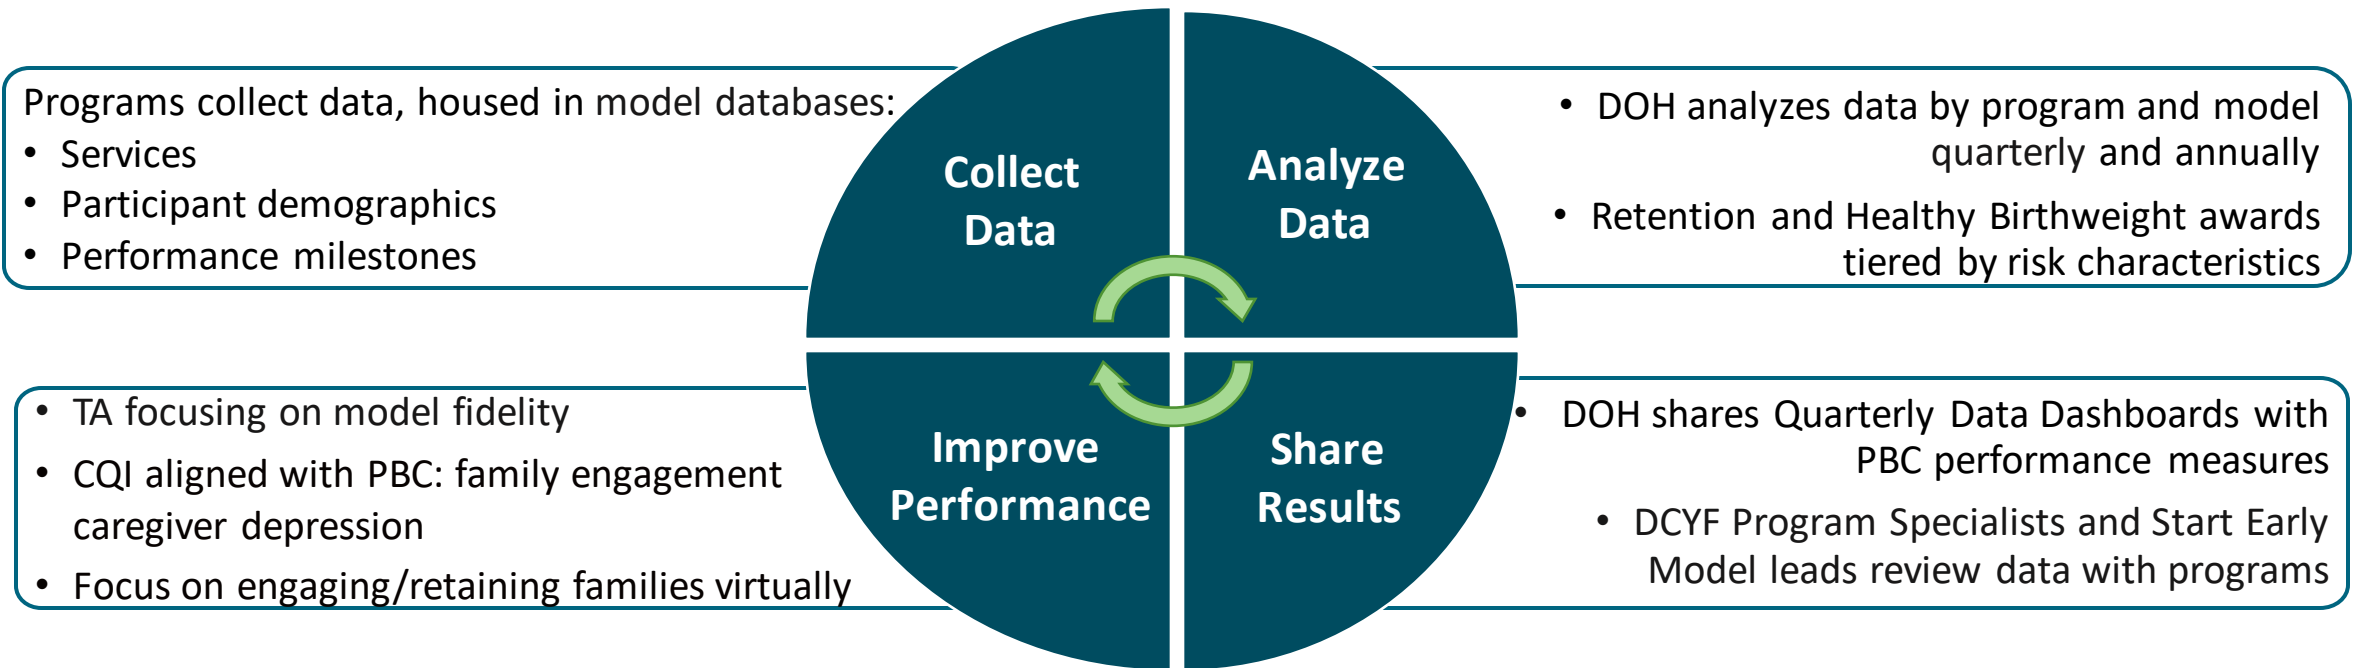 Programs collect data, housed in model databases:
• Services
• Participant demographics
• Performance milestones
Collect
Data
Analyze
Data
• DOH analyzes data by program and model
quarterly and annually
• Retention and Healthy Birthweight awards
tiered by risk characteristics
• TA focusing on model fidelity
• CQI aligned with PBC: family engagement
caregiver depression
• Focus on engaging/retaining families virtually
Improve
Performance
Share
Results
• DOH shares Quarterly Data Dashboards with
PBC performance measures
• DCYF Program Specialists and Start Early
Model leads review data with programs